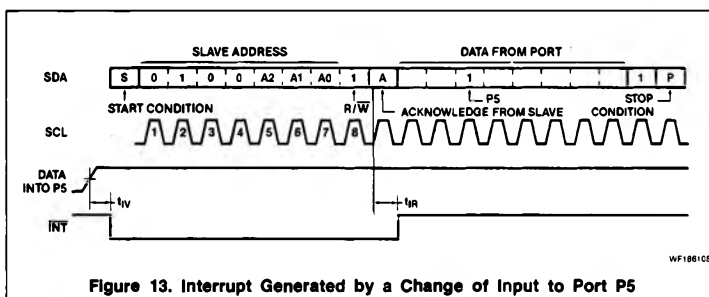 SLAVE ADDRESS DATA FROM PORT
SDA S 0 1 0 0 A2 A1 A0 1 A 1 1 P
START CONDITION R/W̅ P5 STOP
ACKNOWLEDGE FROM SLAVE CONDITION
SCL 1 2 3 4 5 6 7 8
DATA
INTO P5
tIV tIR
I̅N̅T̅
WF18610S
Figure 13. Interrupt Generated by a Change of Input to Port P5